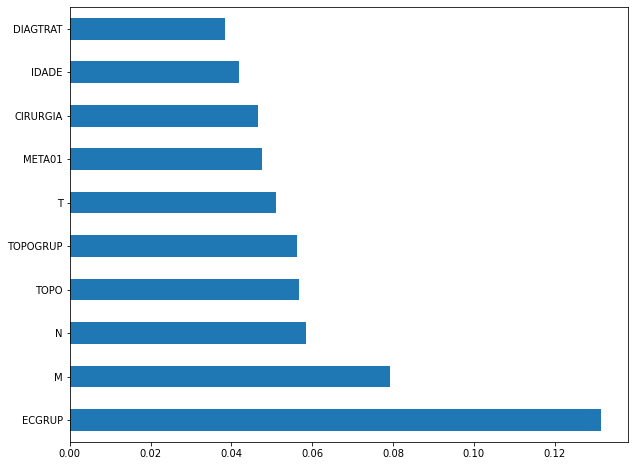 DIAGTRAT
IDADE
CIRURGIA
META01
T
TOPOGRUP
TOPO
N
M
ECGRUP
0.00 0.02 0.04 0.06 0.08 0.10 0.12